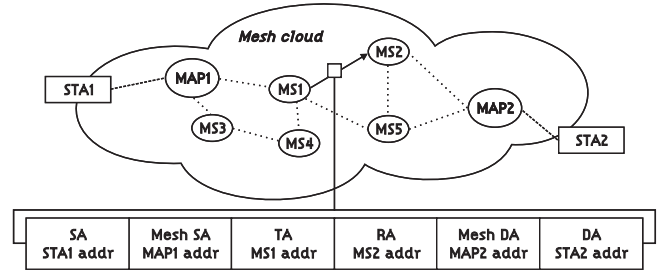 Mesh cloud
MS2
STA1
MAP1
MS1
MAP2
MS3
MS4
MS5
STA2
SA
STA1 addr
Mesh SA
MAP1 addr
TA
MS1 addr
RA
MS2 addr
Mesh DA
MAP2 addr
DA
STA2 addr